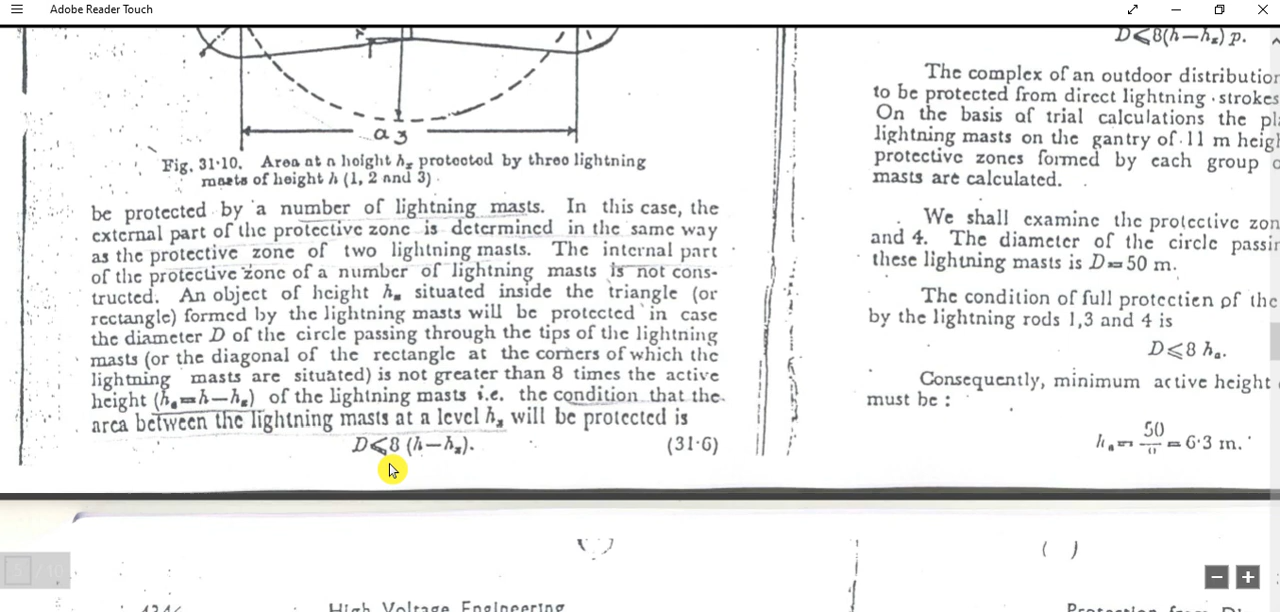 Adobe Reader Touch
a 3
Fig. 31·10. Area at a height hx protected by three lightning
masts of height h (1, 2 and 3)
be protected by a number of lightning masts. In this case, the
external part of the protective zone is determined in the same way
as the protective zone of two lightning masts. The internal part
of the protective zone of a number of lightning masts is not cons-
tructed. An object of height hx situated inside the triangle (or
rectangle) formed by the lightning masts will be protected in case
the diameter D of the circle passing through the tips of the lightning
masts (or the diagonal of the rectangle at the corners of which the
lightning masts are situated) is not greater than 8 times the active
height (ha=h—hx) of the lightning masts i.e. the condition that the
area between the lightning masts at a level hx will be protected is
D⩽8 (h—hx). (31·6)
D⩽8(h—hx) p.
The complex of an outdoor distribution
to be protected from direct lightning strokes
On the basis of trial calculations the pla
lightning masts on the gantry of 11 m heigh
protective zones formed by each group o
masts are calculated.
We shall examine the protective zon
and 4. The diameter of the circle passin
these lightning masts is D=50 m.
The condition of full protectien of the
by the lightning rods 1,3 and 4 is
D⩽8 ha.
Consequently, minimum active height
must be :
ha= 50 = 6·3 m.
5 / 10
( )
High Voltage Engineering